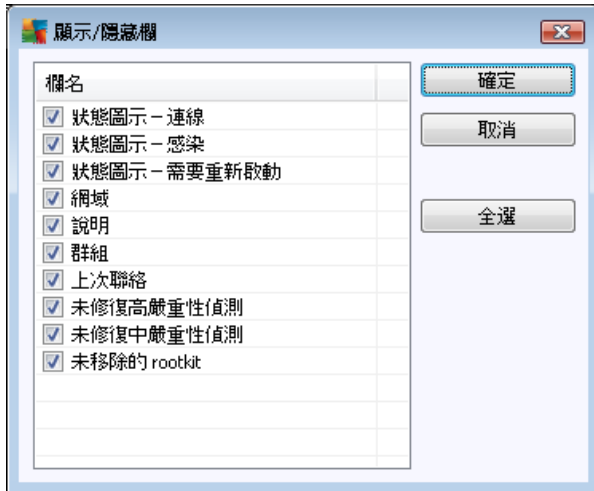 顯示/隱藏欄
欄名
狀態圖示－連線
狀態圖示－感染
狀態圖示－需要重新啟動
網域
說明
群組
上次聯絡
未修復高嚴重性偵測
未修復中嚴重性偵測
未移除的 rootkit
確定
取消
全選